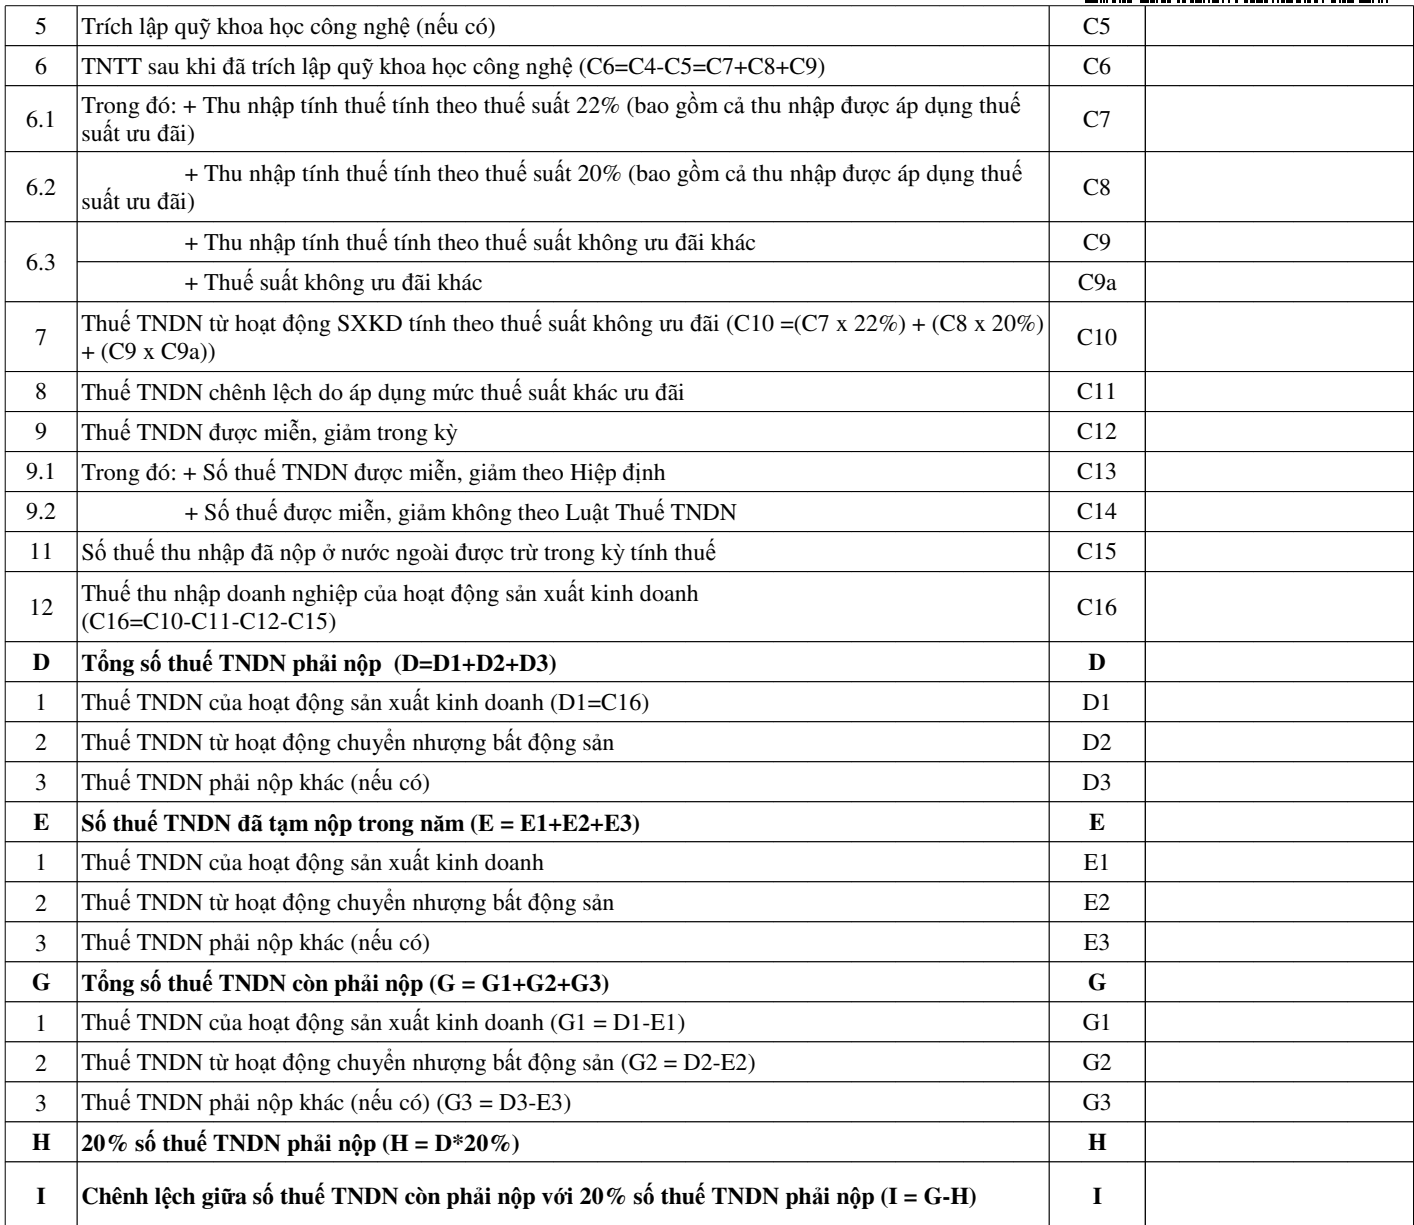 5 Trích lập quỹ khoa học công nghệ (nếu có) C5
6 TNTT sau khi đã trích lập quỹ khoa học công nghệ (C6=C4-C5=C7+C8+C9) C6
6.1 Trong đó: + Thu nhập tính thuế tính theo thuế suất 22% (bao gồm cả thu nhập được áp dụng thuế
suất ưu đãi) C7
6.2 + Thu nhập tính thuế tính theo thuế suất 20% (bao gồm cả thu nhập được áp dụng thuế
suất ưu đãi) C8
6.3 + Thu nhập tính thuế tính theo thuế suất không ưu đãi khác C9
+ Thuế suất không ưu đãi khác C9a
7 Thuế TNDN từ hoạt động SXKD tính theo thuế suất không ưu đãi (C10 =(C7 x 22%) + (C8 x 20%)
+ (C9 x C9a)) C10
8 Thuế TNDN chênh lệch do áp dụng mức thuế suất khác ưu đãi C11
9 Thuế TNDN được miễn, giảm trong kỳ C12
9.1 Trong đó: + Số thuế TNDN được miễn, giảm theo Hiệp định C13
9.2 + Số thuế được miễn, giảm không theo Luật Thuế TNDN C14
11 Số thuế thu nhập đã nộp ở nước ngoài được trừ trong kỳ tính thuế C15
12 Thuế thu nhập doanh nghiệp của hoạt động sản xuất kinh doanh
(C16=C10-C11-C12-C15) C16
D Tổng số thuế TNDN phải nộp (D=D1+D2+D3) D
1 Thuế TNDN của hoạt động sản xuất kinh doanh (D1=C16) D1
2 Thuế TNDN từ hoạt động chuyển nhượng bất động sản D2
3 Thuế TNDN phải nộp khác (nếu có) D3
E Số thuế TNDN đã tạm nộp trong năm (E = E1+E2+E3) E
1 Thuế TNDN của hoạt động sản xuất kinh doanh E1
2 Thuế TNDN từ hoạt động chuyển nhượng bất động sản E2
3 Thuế TNDN phải nộp khác (nếu có) E3
G Tổng số thuế TNDN còn phải nộp (G = G1+G2+G3) G
1 Thuế TNDN của hoạt động sản xuất kinh doanh (G1 = D1-E1) G1
2 Thuế TNDN từ hoạt động chuyển nhượng bất động sản (G2 = D2-E2) G2
3 Thuế TNDN phải nộp khác (nếu có) (G3 = D3-E3) G3
H 20% số thuế TNDN phải nộp (H = D*20%) H
I Chênh lệch giữa số thuế TNDN còn phải nộp với 20% số thuế TNDN phải nộp (I = G-H) I